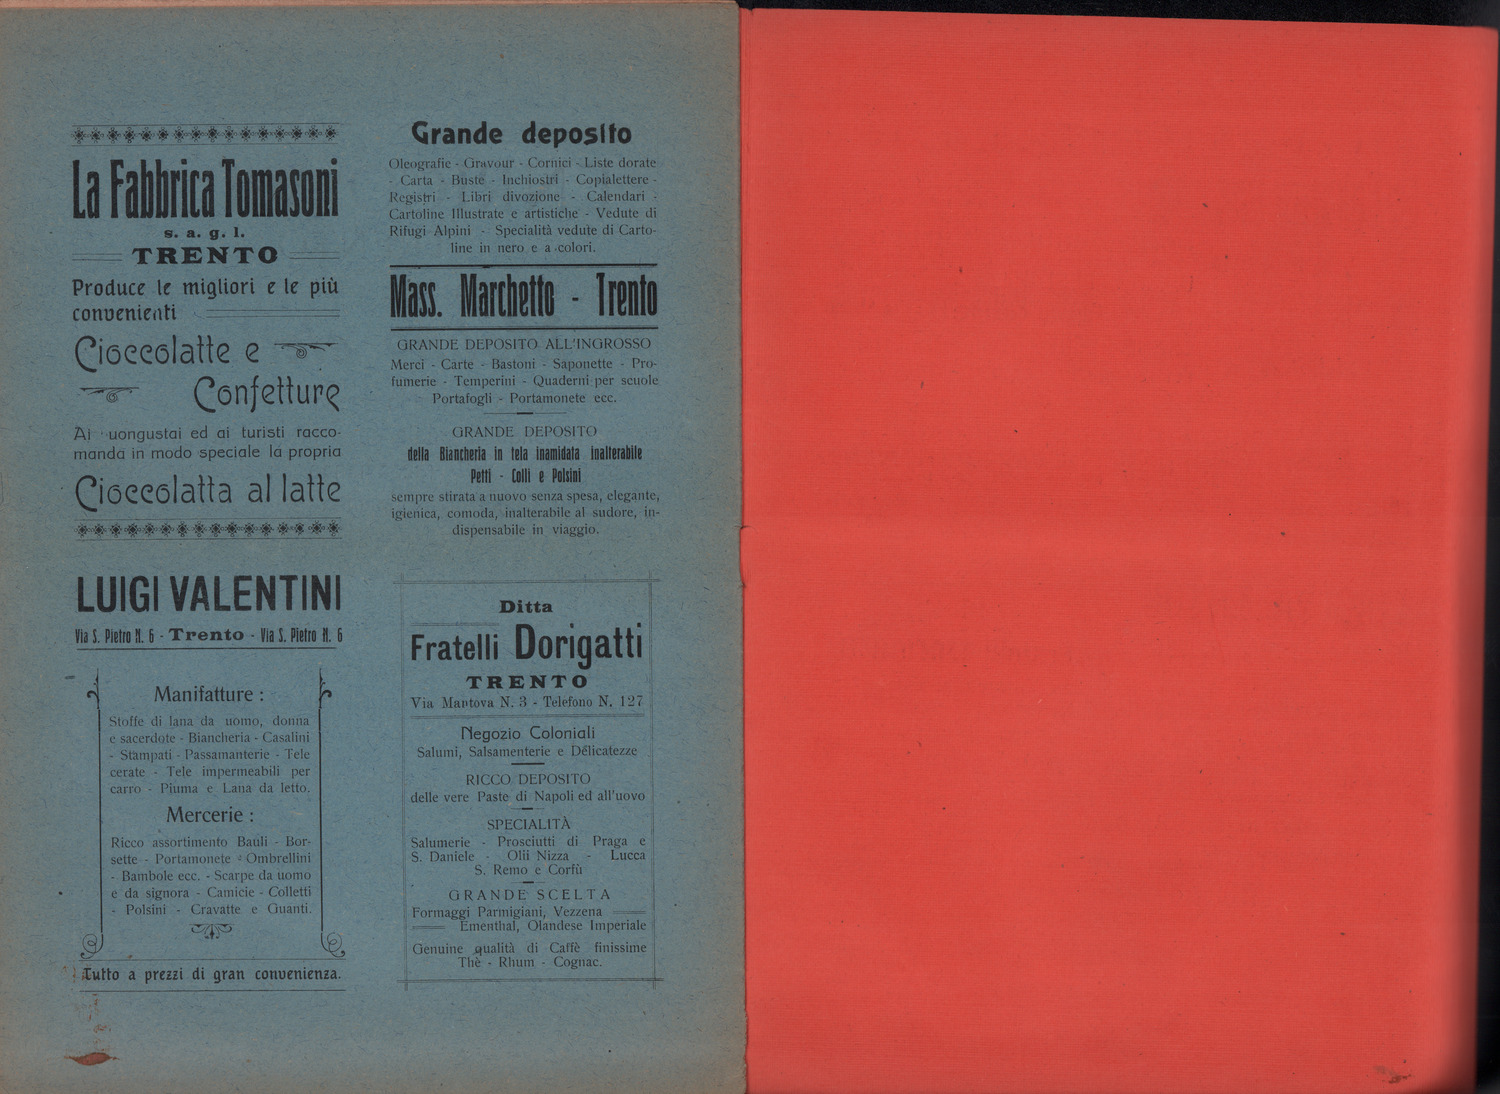 La Fabbrica Tomasoni
s. a. g. l.
TRENTO
Produce le migliori e le più
convenienti
Cioccolatte e
Confetture
Ai uongustai ed ai turisti racco-
manda in modo speciale la propria
Cioccolatta al latte
LUIGI VALENTINI
Via S. Pietro N. 6 - Trento - Via S. Pietro N. 6
Manifatture :
Stoffe di lana da uomo, donna
e sacerdote - Biancheria - Casalini
- Stampati - Passamanterie - Tele
cerate - Tele impermeabili per
carro - Piuma e Lana da letto.
Mercerie :
Ricco assortimento Bauli - Bor-
sette - Portamonete - Ombrellini
- Bambole ecc. - Scarpe da uomo
e da signora - Camicie - Colletti
- Polsini - Cravatte e Guanti.
Tutto a prezzi di gran convenienza.
Grande deposito
Oleografie - Gravour - Cornici - Liste dorate
- Carta - Buste - Inchiostri - Copialettere -
Registri - Libri divozione - Calendari -
Cartoline Illustrate e artistiche - Vedute di
Rifugi Alpini - Specialità vedute di Carto-
line in nero e a colori.
Mass. Marchetto - Trento
GRANDE DEPOSITO ALL'INGROSSO
Merci - Carte - Bastoni - Saponette - Pro-
fumerie - Temperini - Quaderni per scuole
Portafogli - Portamonete ecc.
GRANDE DEPOSITO
della Biancheria in tela inamidata inalterabile
Petti - Colli e Polsini
sempre stirata a nuovo senza spesa, elegante,
igienica, comoda, inalterabile al sudore, in-
dispensabile in viaggio.
Ditta
Fratelli Dorigatti
TRENTO
Via Mantova N. 3 - Telefono N. 127
Negozio Coloniali
Salumi, Salsamenterie e Délicatezze
RICCO DEPOSITO
delle vere Paste di Napoli ed all'uovo
SPECIALITÀ
Salumerie - Prosciutti di Praga e
S. Daniele - Olii Nizza - Lucca
S. Remo e Corfù
GRANDE SCELTA
Formaggi Parmigiani, Vezzena
Ementhal, Olandese Imperiale
Genuine qualità di Caffè finissime
Thè - Rhum - Cognac.